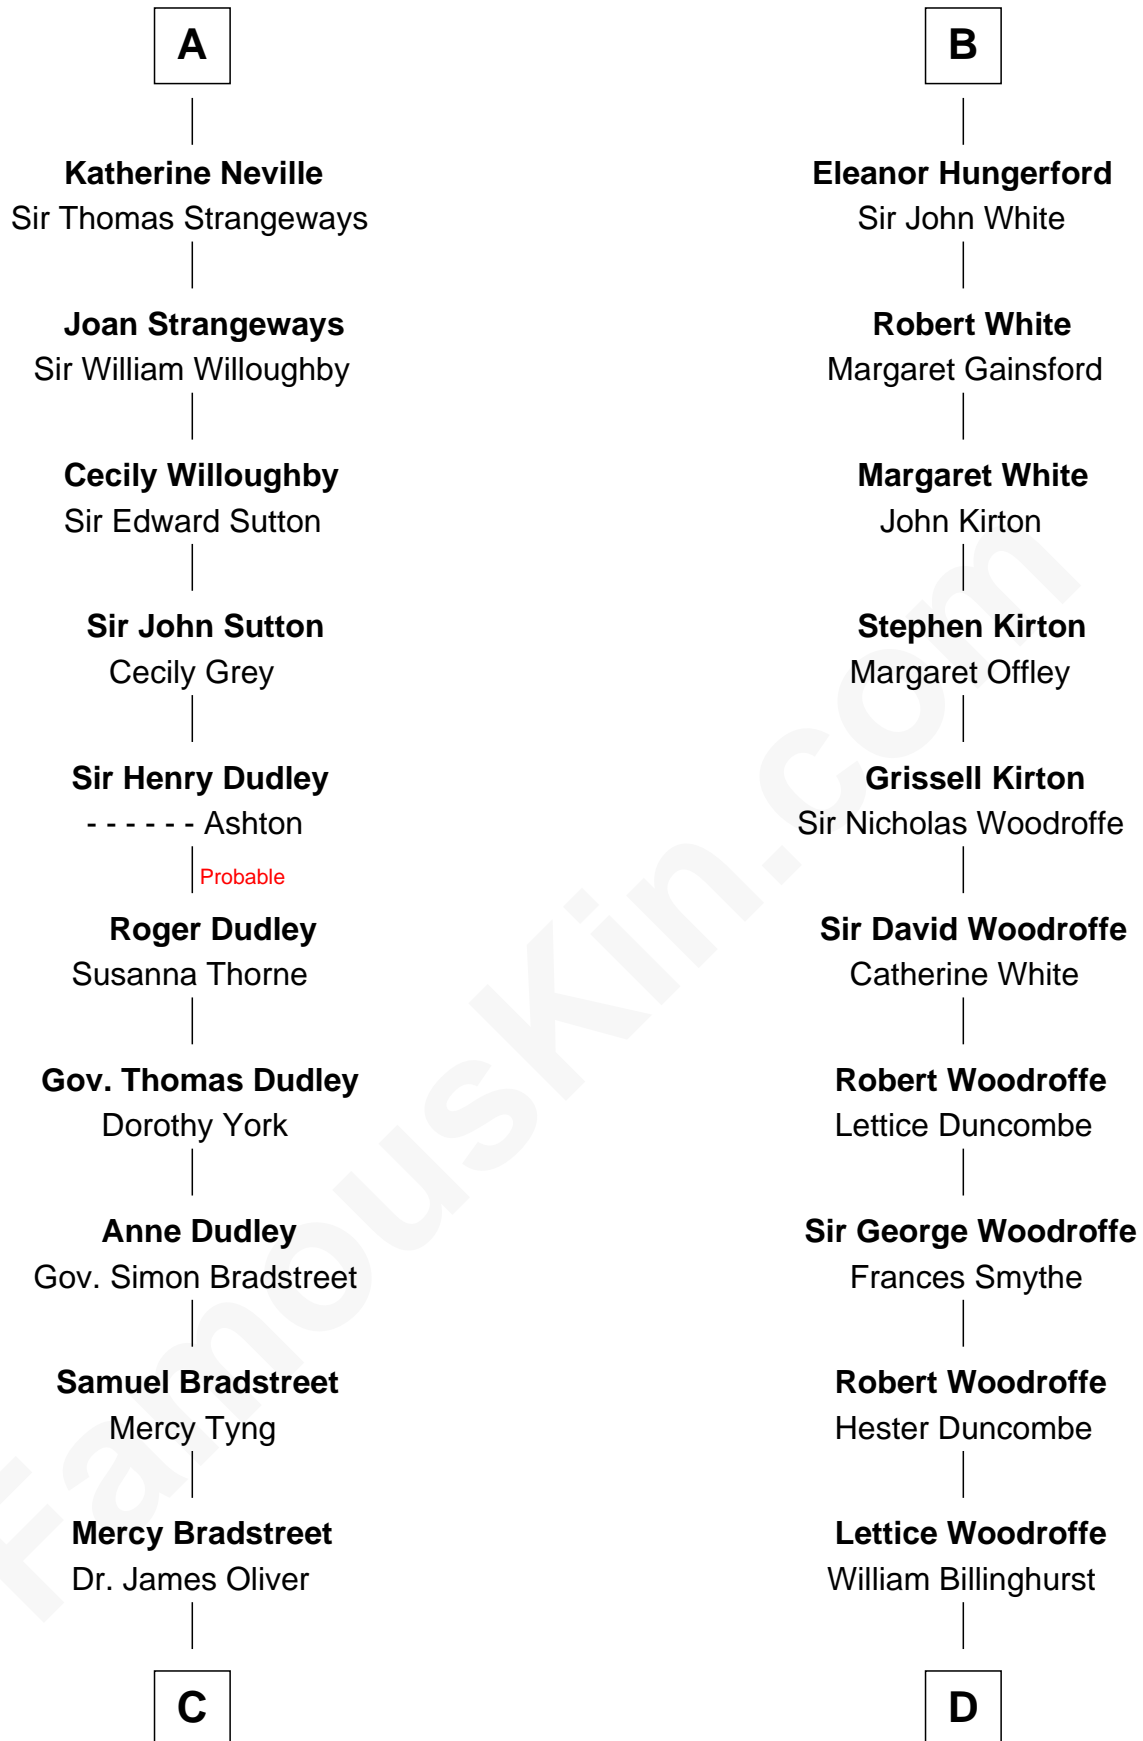 A
Katherine Neville
Sir Thomas Strangeways
Joan Strangeways
Sir William Willoughby
Cecily Willoughby
Sir Edward Sutton
Sir John Sutton
Cecily Grey
Sir Henry Dudley
- - - - - - Ashton
Probable
Roger Dudley
Susanna Thorne
Gov. Thomas Dudley
Dorothy York
Anne Dudley
Gov. Simon Bradstreet
Samuel Bradstreet
Mercy Tyng
Mercy Bradstreet
Dr. James Oliver
C
B
Eleanor Hungerford
Sir John White
Robert White
Margaret Gainsford
Margaret White
John Kirton
Stephen Kirton
Margaret Offley
Grissell Kirton
Sir Nicholas Woodroffe
Sir David Woodroffe
Catherine White
Robert Woodroffe
Lettice Duncombe
Sir George Woodroffe
Frances Smythe
Robert Woodroffe
Hester Duncombe
Lettice Woodroffe
William Billinghurst
D
FamousKin.com